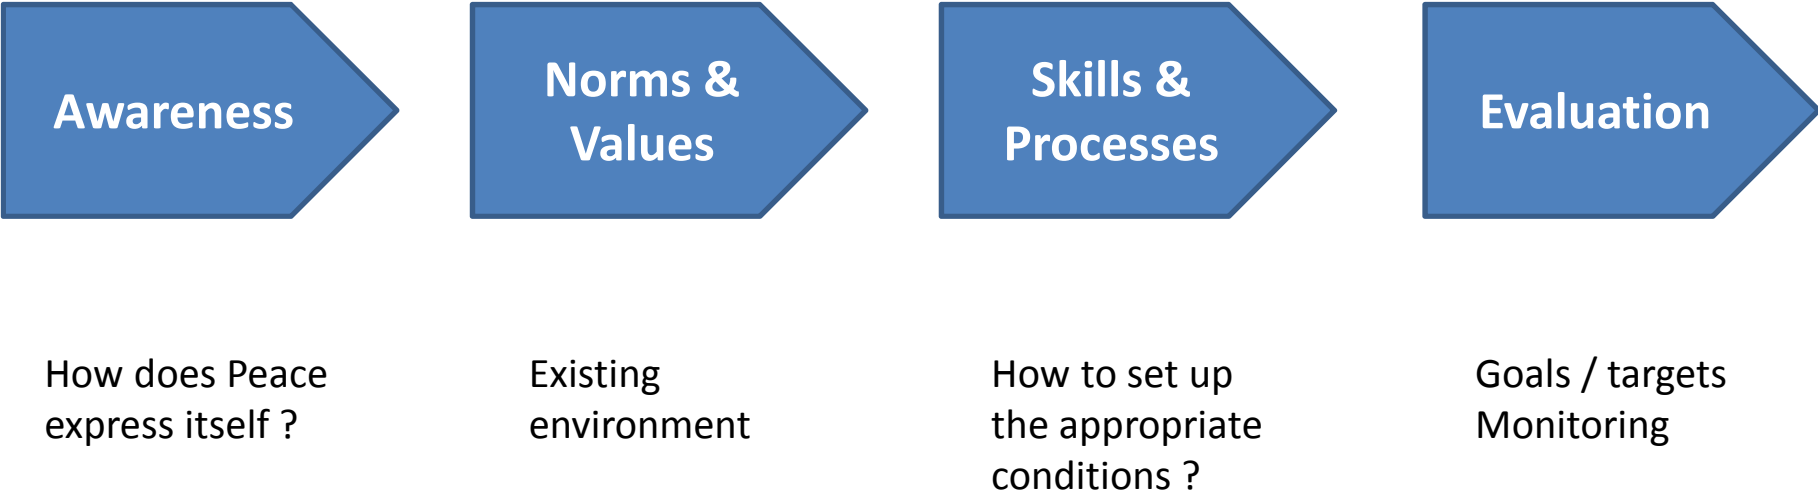 Awareness
Norms &
Values
Skills &
Processes
Evaluation
How does Peace
express itself ?
Existing
environment
How to set up
the appropriate
conditions ?
Goals / targets
Monitoring